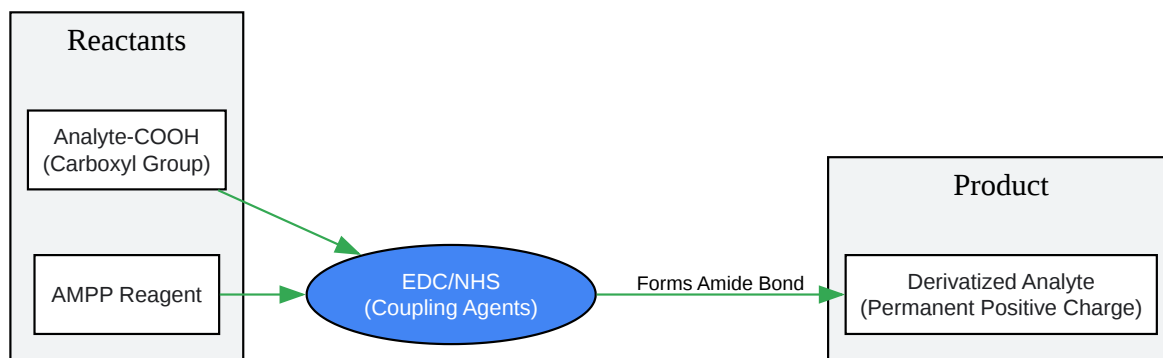 Reactants
Analyte-COOH
(Carboxyl Group)
AMPP Reagent
EDC/NHS
(Coupling Agents)
Forms Amide Bond
Product
Derivatized Analyte
(Permanent Positive Charge)